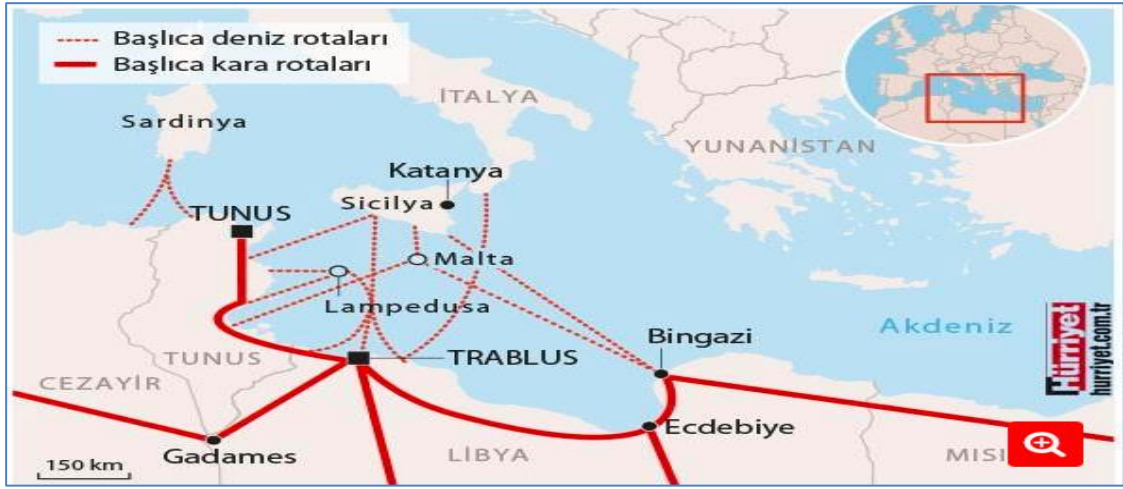 Başlıca deniz rotaları
Başlıca kara rotaları
İTALYA
Sardinya
YUNANİSTAN
Katanya
Sicilya
TUNUS
Malta
Lampedusa
Akdeniz
Hürriyet
hurriyet.com.tr
Bingazi
TUNUS
TRABLUS
CEZAYİR
Ecdebiye
Gadames
LİBYA
MISI
150 km